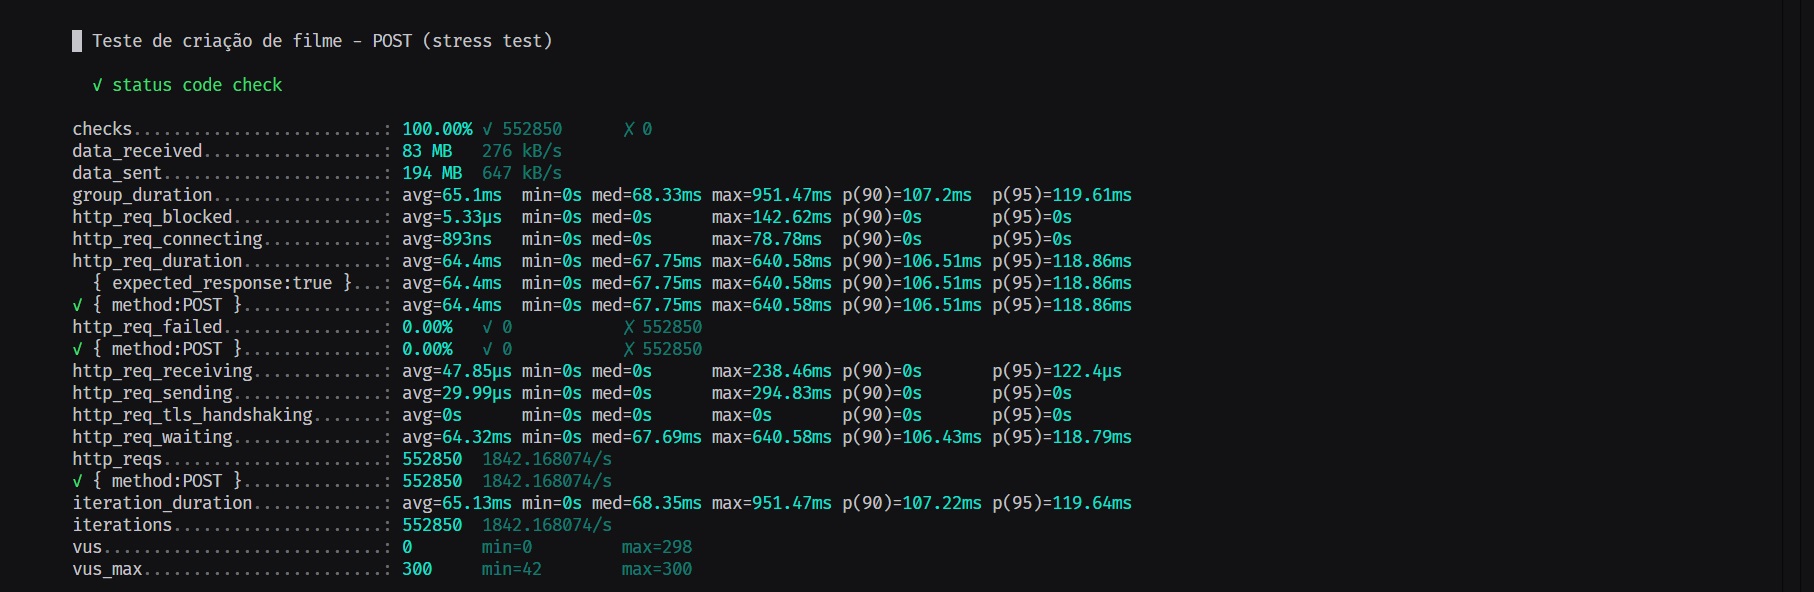 Teste de criação de filme - POST (stress test)
√ status code check
checks.........................: 100.00% √ 552850 ✗ 0
data_received..................: 83 MB 276 kB/s
data_sent......................: 194 MB 647 kB/s
group_duration.................: avg=65.1ms min=0s med=68.33ms max=951.47ms p(90)=107.2ms p(95)=119.61ms
http_req_blocked...............: avg=5.33µs min=0s med=0s max=142.62ms p(90)=0s p(95)=0s
http_req_connecting............: avg=893ns min=0s med=0s max=78.78ms p(90)=0s p(95)=0s
http_req_duration..............: avg=64.4ms min=0s med=67.75ms max=640.58ms p(90)=106.51ms p(95)=118.86ms
{ expected_response:true }...: avg=64.4ms min=0s med=67.75ms max=640.58ms p(90)=106.51ms p(95)=118.86ms
√ { method:POST }..............: avg=64.4ms min=0s med=67.75ms max=640.58ms p(90)=106.51ms p(95)=118.86ms
http_req_failed................: 0.00% √ 0 ✗ 552850
√ { method:POST }..............: 0.00% √ 0 ✗ 552850
http_req_receiving.............: avg=47.85µs min=0s med=0s max=238.46ms p(90)=0s p(95)=122.4µs
http_req_sending...............: avg=29.99µs min=0s med=0s max=294.83ms p(90)=0s p(95)=0s
http_req_tls_handshaking.......: avg=0s min=0s med=0s max=0s p(90)=0s p(95)=0s
http_req_waiting...............: avg=64.32ms min=0s med=67.69ms max=640.58ms p(90)=106.43ms p(95)=118.79ms
http_reqs......................: 552850 1842.168074/s
√ { method:POST }..............: 552850 1842.168074/s
iteration_duration.............: avg=65.13ms min=0s med=68.35ms max=951.47ms p(90)=107.22ms p(95)=119.64ms
iterations.....................: 552850 1842.168074/s
vus............................: 0 min=0 max=298
vus_max........................: 300 min=42 max=300